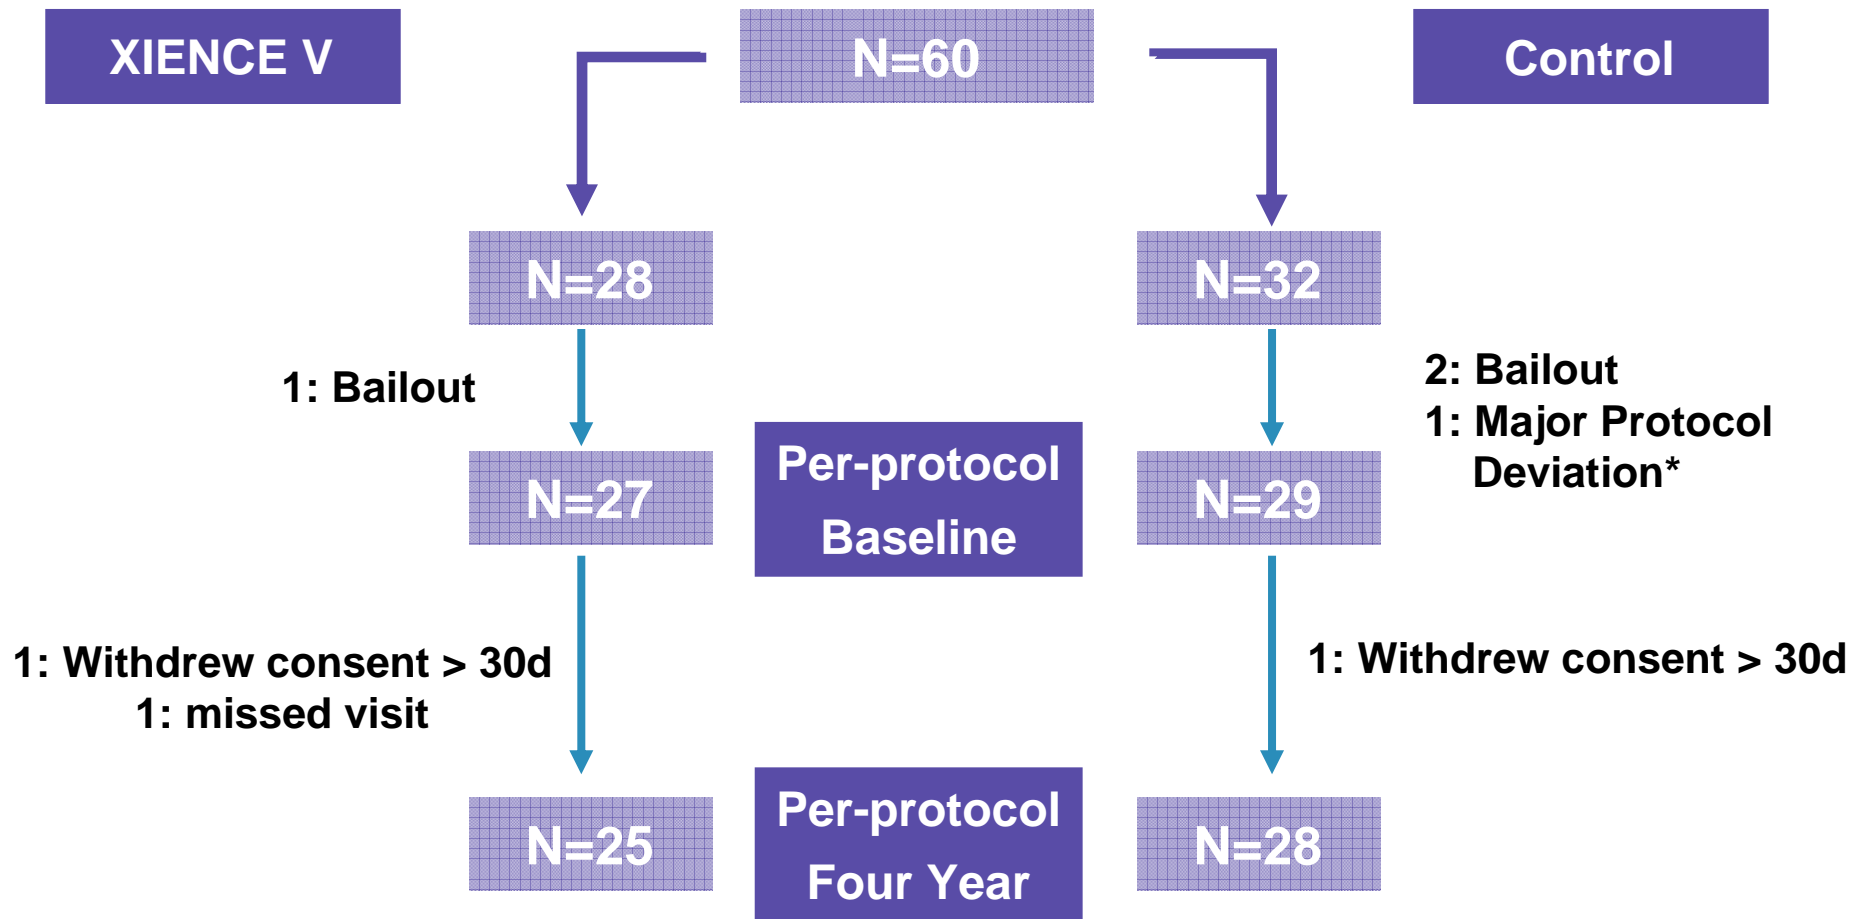 XIENCE V
N=60
Control
N=28
N=32
1: Bailout
2: Bailout
1: Major Protocol
Deviation*
N=27
Per-protocol
Baseline
N=29
1: Withdrew consent > 30d
1: missed visit
1: Withdrew consent > 30d
N=25
Per-protocol
Four Year
N=28